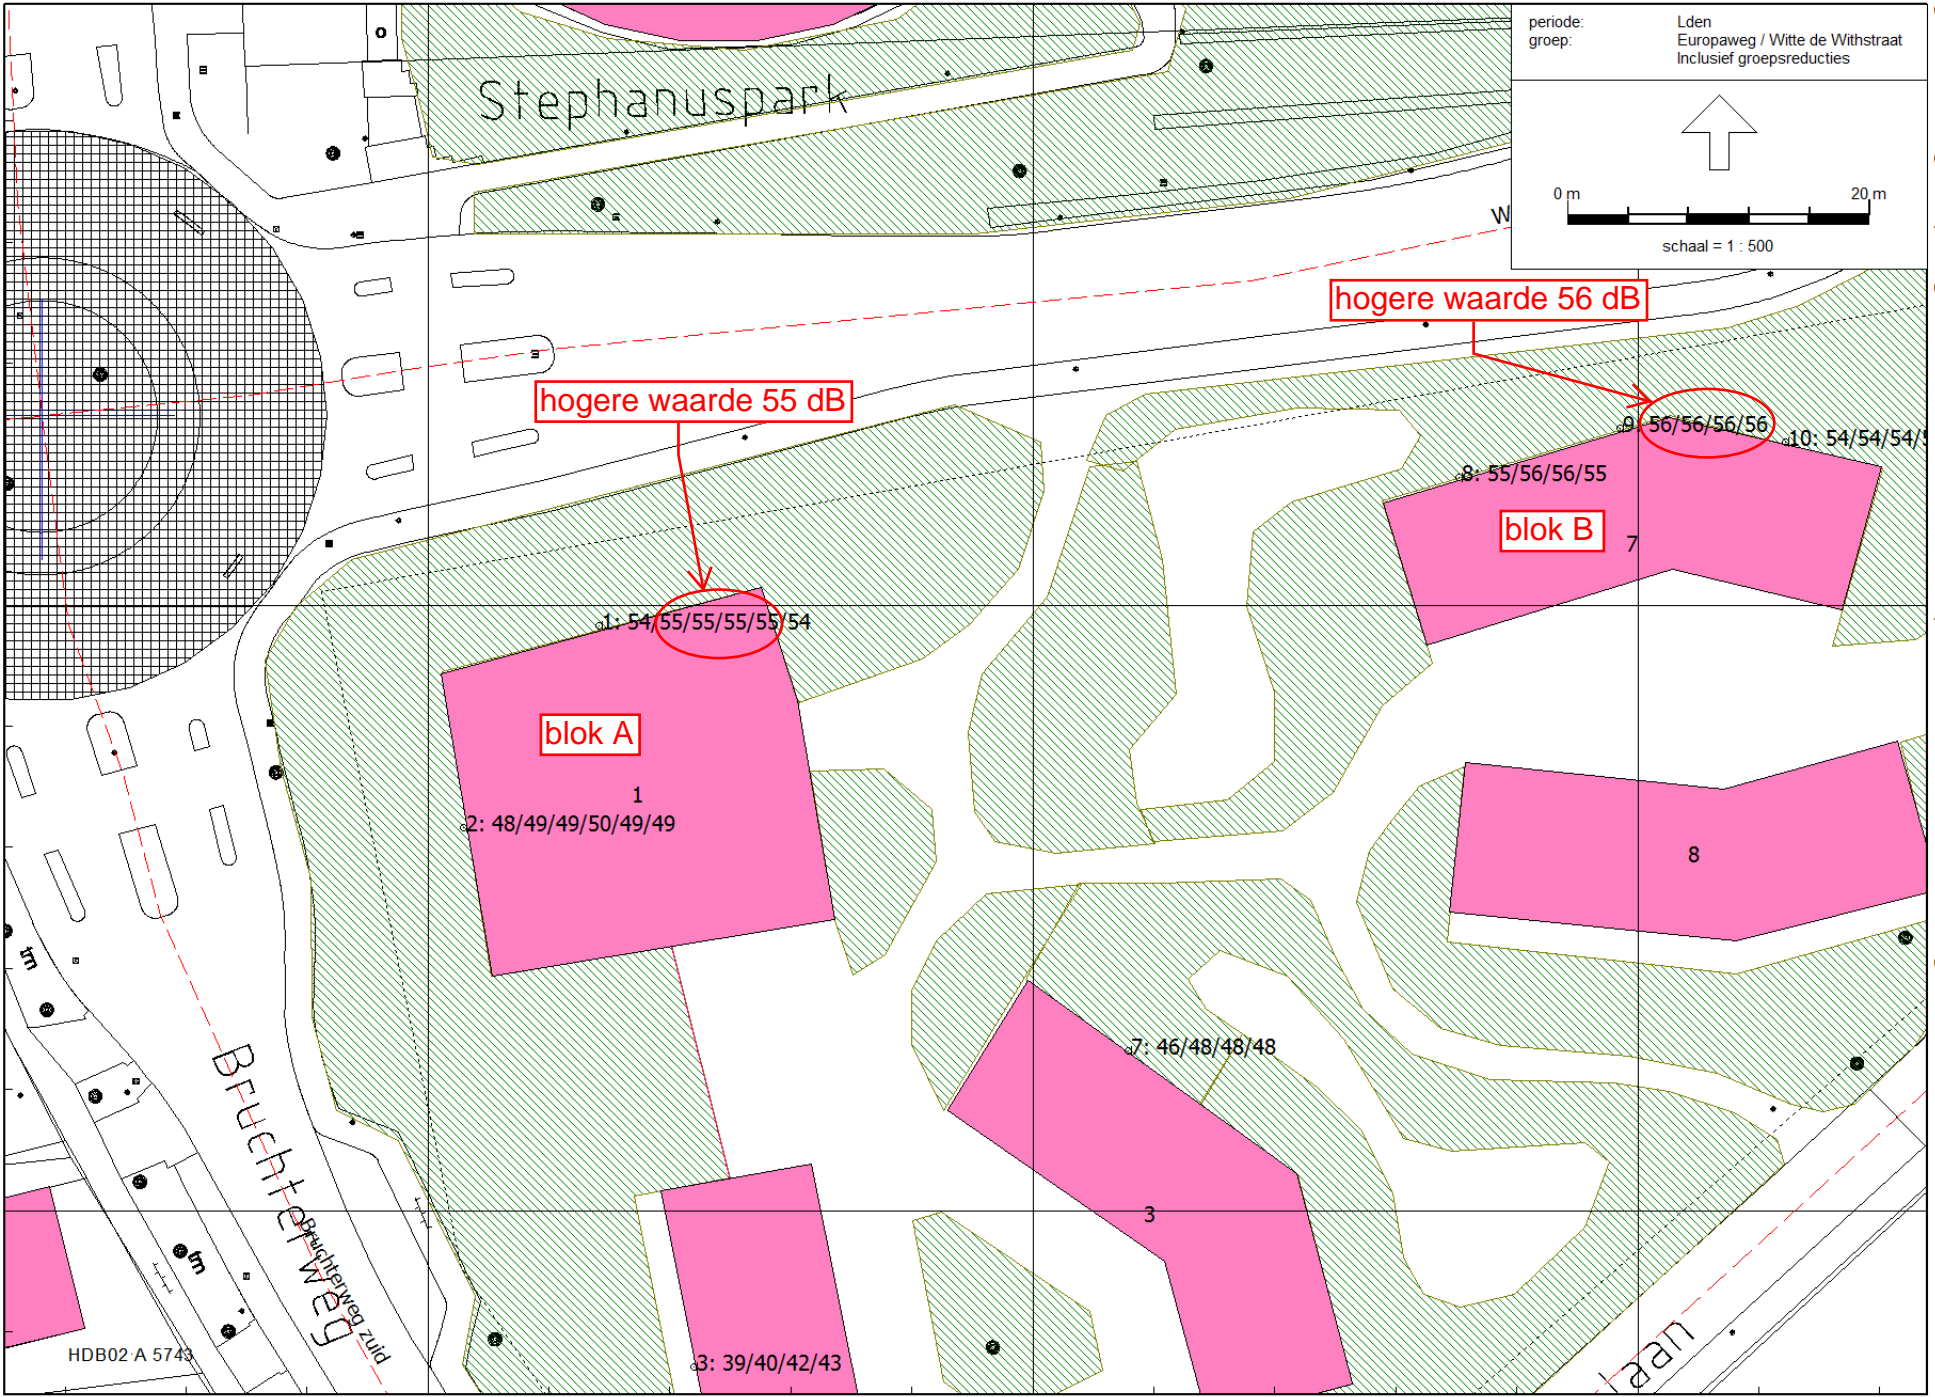 periode: Lden
groep: Europaweg / Witte de Withstraat
Inclusief groepsreducties
0 m 20 m
schaal = 1 : 500
Stephanuspark
W
hogere waarde 56 dB
hogere waarde 55 dB
9: 56/56/56/56
10: 54/54/54/5
8: 55/56/56/55
blok B
7
1: 54/55/55/55/55/54
blok A
1
2: 48/49/49/50/49/49
8
tm
7: 46/48/48/48
Bruchterweg
3
Bruchterweg zuid
tm
HDB02 A 5743
3: 39/40/42/43
laan